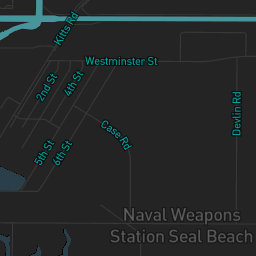 Kitts Rd
Westminster St
2nd St
4th St
Devlin Rd
Case Rd
5th St
6th St
Naval Weapons
Station Seal Beach